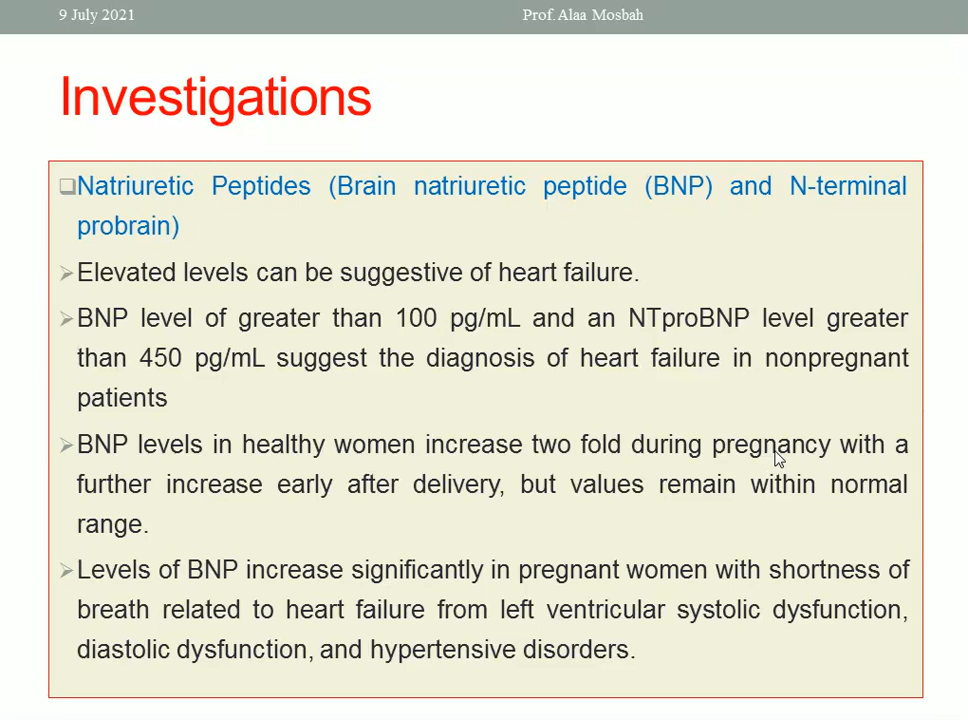 9 July 2021 Prof. Alaa Mosbah
Investigations
Natriuretic Peptides (Brain natriuretic peptide (BNP) and N-terminal
probrain)
Elevated levels can be suggestive of heart failure.
BNP level of greater than 100 pg/mL and an NTproBNP level greater
than 450 pg/mL suggest the diagnosis of heart failure in nonpregnant
patients
BNP levels in healthy women increase two fold during pregnancy with a
further increase early after delivery, but values remain within normal
range.
Levels of BNP increase significantly in pregnant women with shortness of
breath related to heart failure from left ventricular systolic dysfunction,
diastolic dysfunction, and hypertensive disorders.